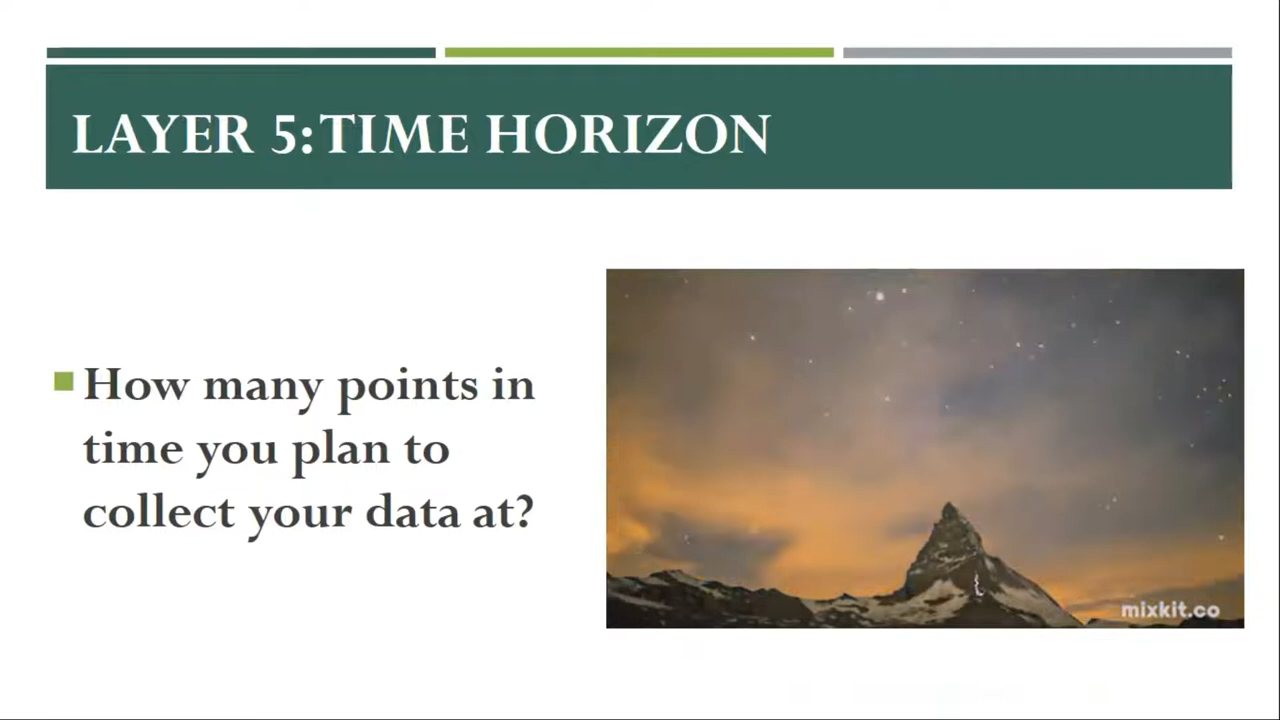 LAYER 5: TIME HORIZON
How many points in
time you plan to
collect your data at?
mixkit.co